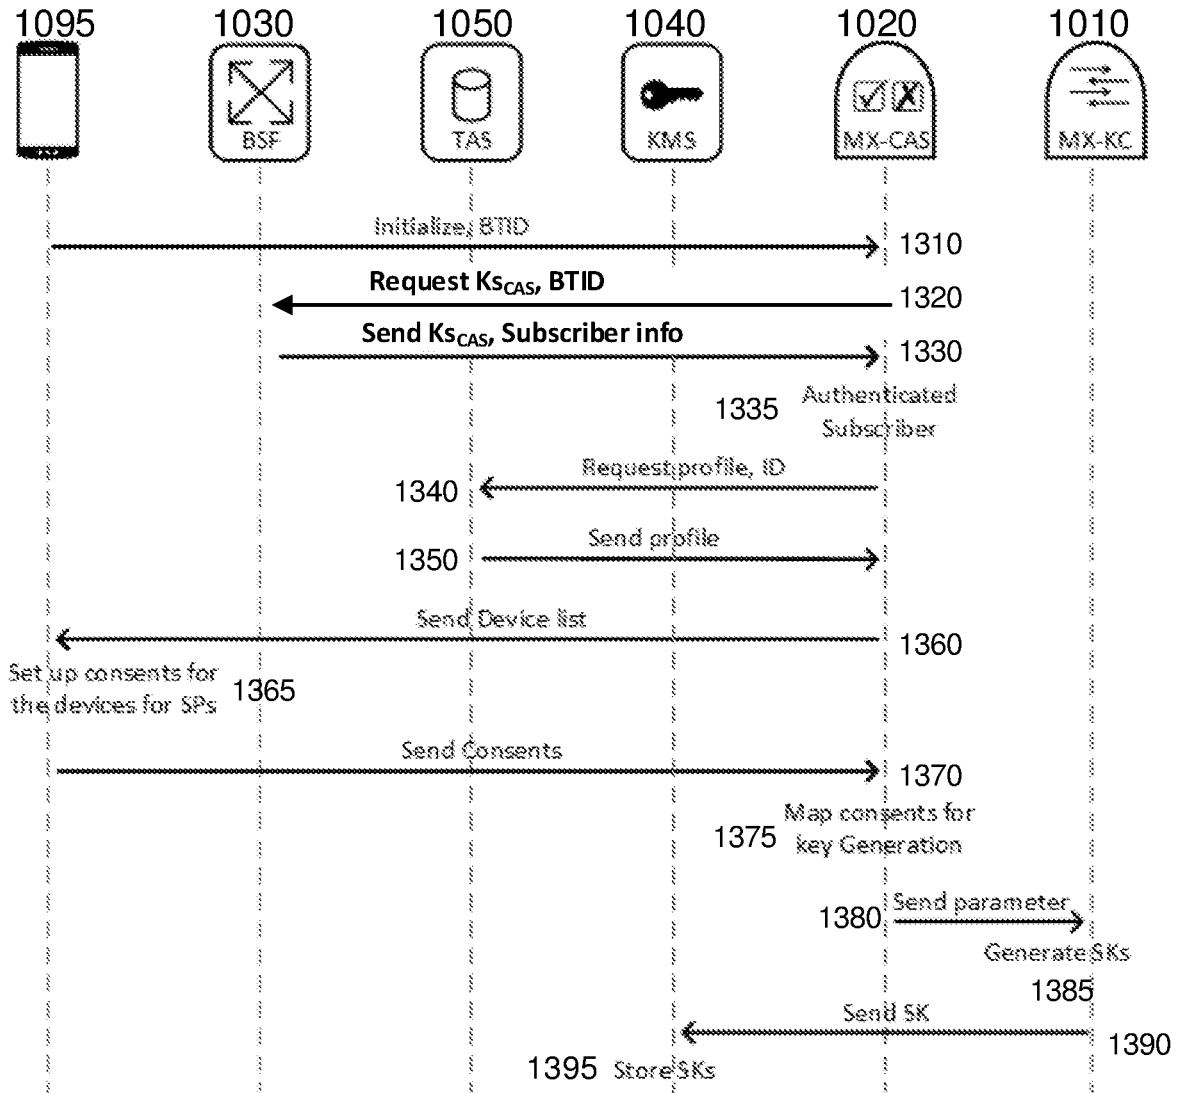 1095 1030 1050 1040 1020 1010
BSF TAS KMS MX-CAS MX-KC
Initialize, BTID
1310
Request KsCAS, BTID
1320
Send KsCAS, Subscriber info
1330
1335 Authenticated
Subscriber
Request profile, ID
1340
Send profile
1350
Send Device list
1360
Set up consents for
the devices for SPs
1365
Send Consents
1370
1375 Map consents for
key Generation
1380 Send parameter
Generate SKs
1385
Send SK
1390
1395 Store SKs